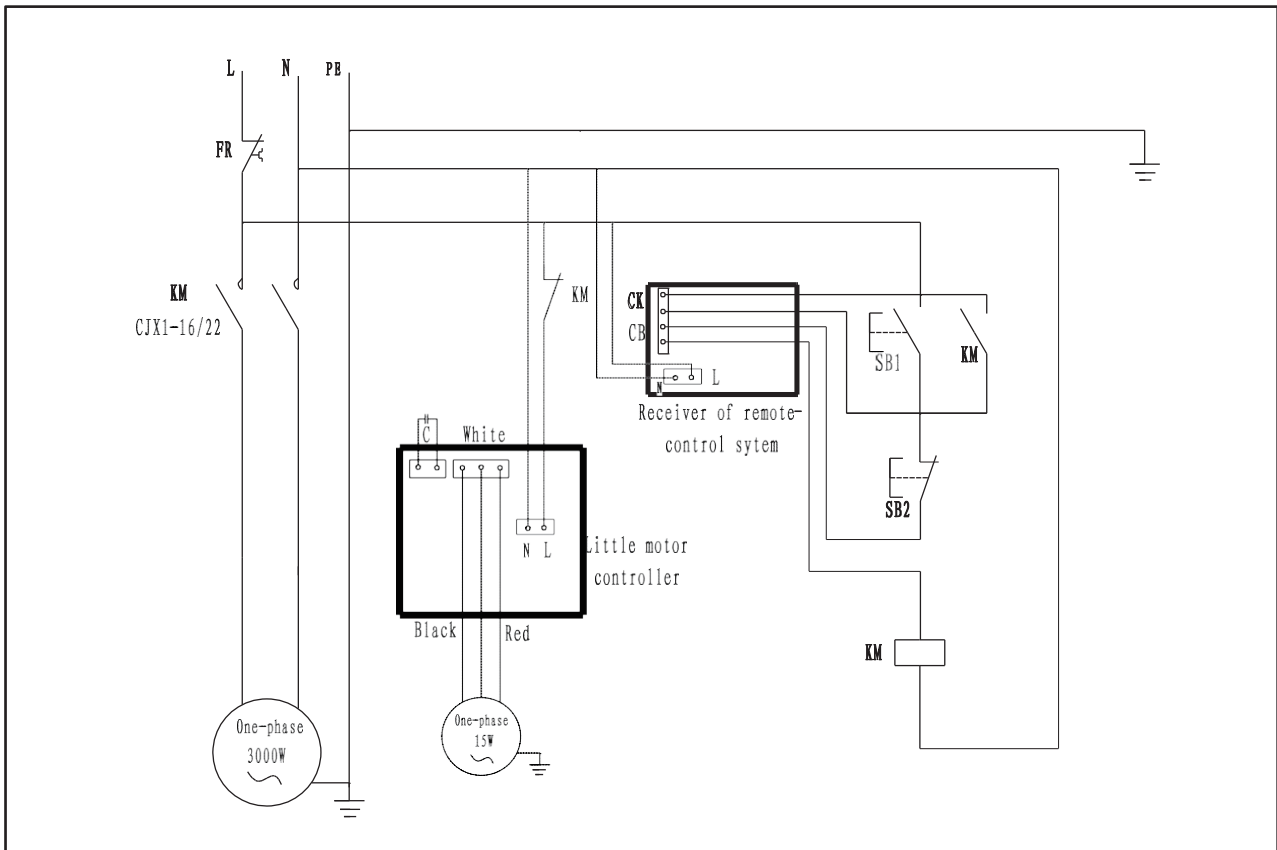 L N PE
FR
KM
CJX1-16/22
KM
CK
CB
N L
SB1
KM
Receiver of remote-
control sytem
C White
SB2
N L
Little motor
controller
Black Red
KM
One-phase
3000W
One-phase
15W